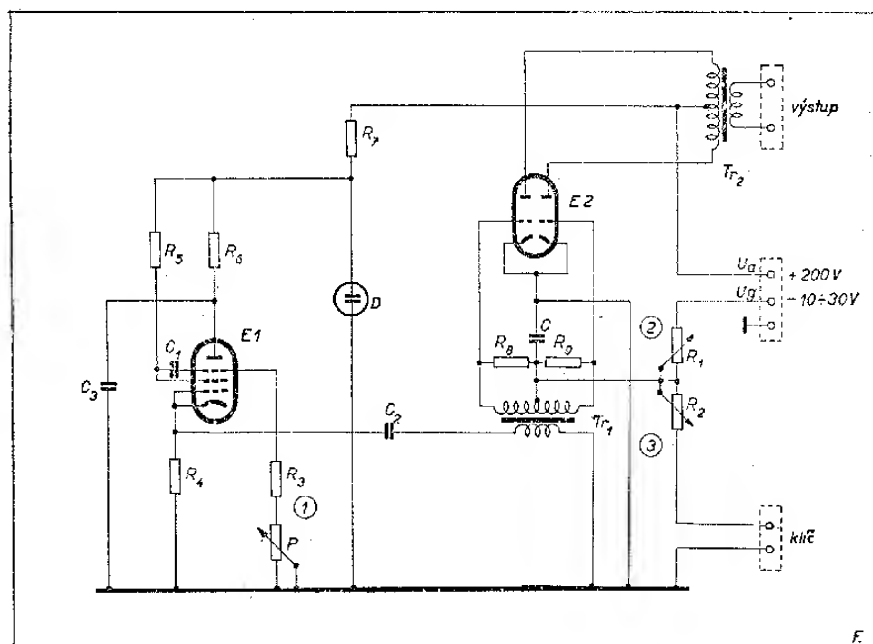 výstup
R7
Tr2
E2
R5
R6
Ua
+ 200 V
Ug
- 10÷30V
D
2
C
R1
C1
E1
R8
R9
C3
R2
C2
Tr1
3
R4
R3
1
P
klíč
F.